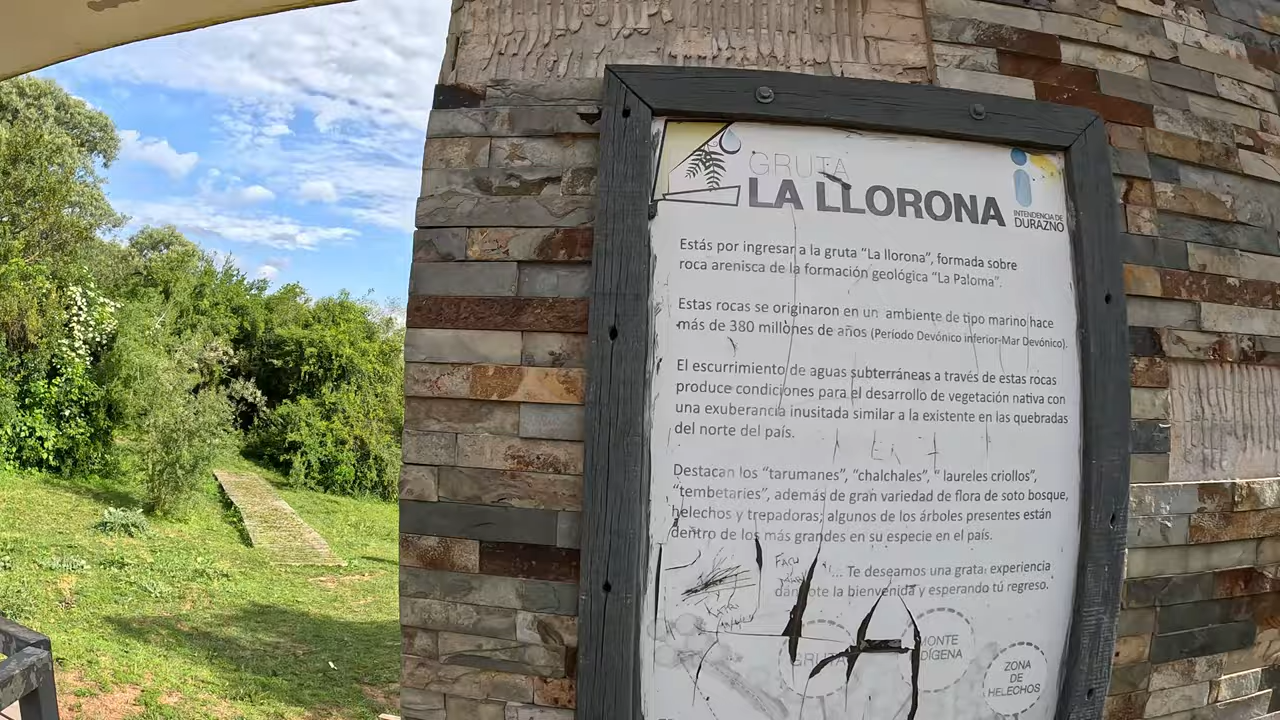 GRUTA
LA LLORONA
INTENDENCIA DE
DURAZNO
Estás por ingresar a la gruta "La llorona", formada sobre
roca arenisca de la formación geológica "La Paloma".
Estas rocas se originaron en un ambiente de tipo marino hace
más de 380 millones de años (Período Devónico inferior-Mar Devónico).
El escurrimiento de aguas subterráneas a través de estas rocas
produce condiciones para el desarrollo de vegetación nativa con
una exuberancia inusitada similar a la existente en las quebradas
del norte del país.
Destacan los "tarumanes", "chalchales", " laureles criollos",
"tembetaries", además de gran variedad de flora de soto bosque,
helechos y trepadoras; algunos de los árboles presentes están
dentro de los más grandes en su especie en el país.
... Te deseamos una grata experiencia
dándote la bienvenida y esperando tú regreso.
GRUTA
MONTE
INDÍGENA
ZONA
DE
HELECHOS